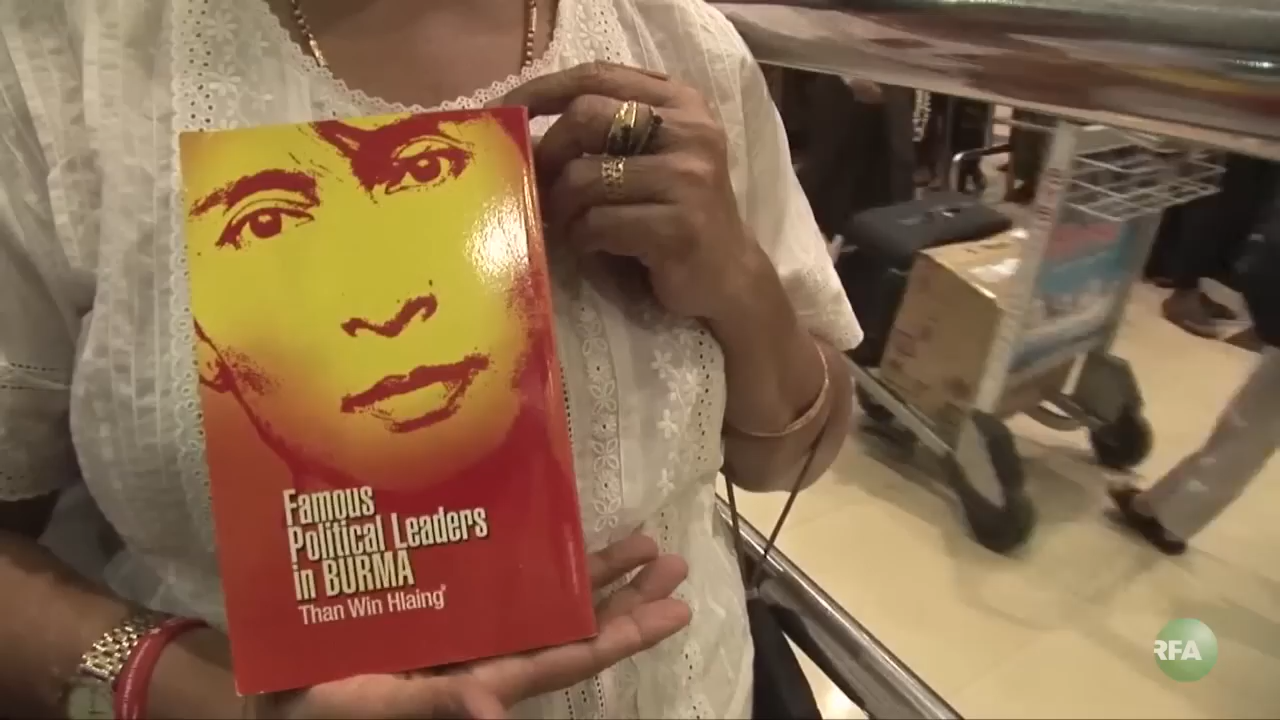 Famous
Political Leaders
in BURMA
Than Win Hlaing
RFA